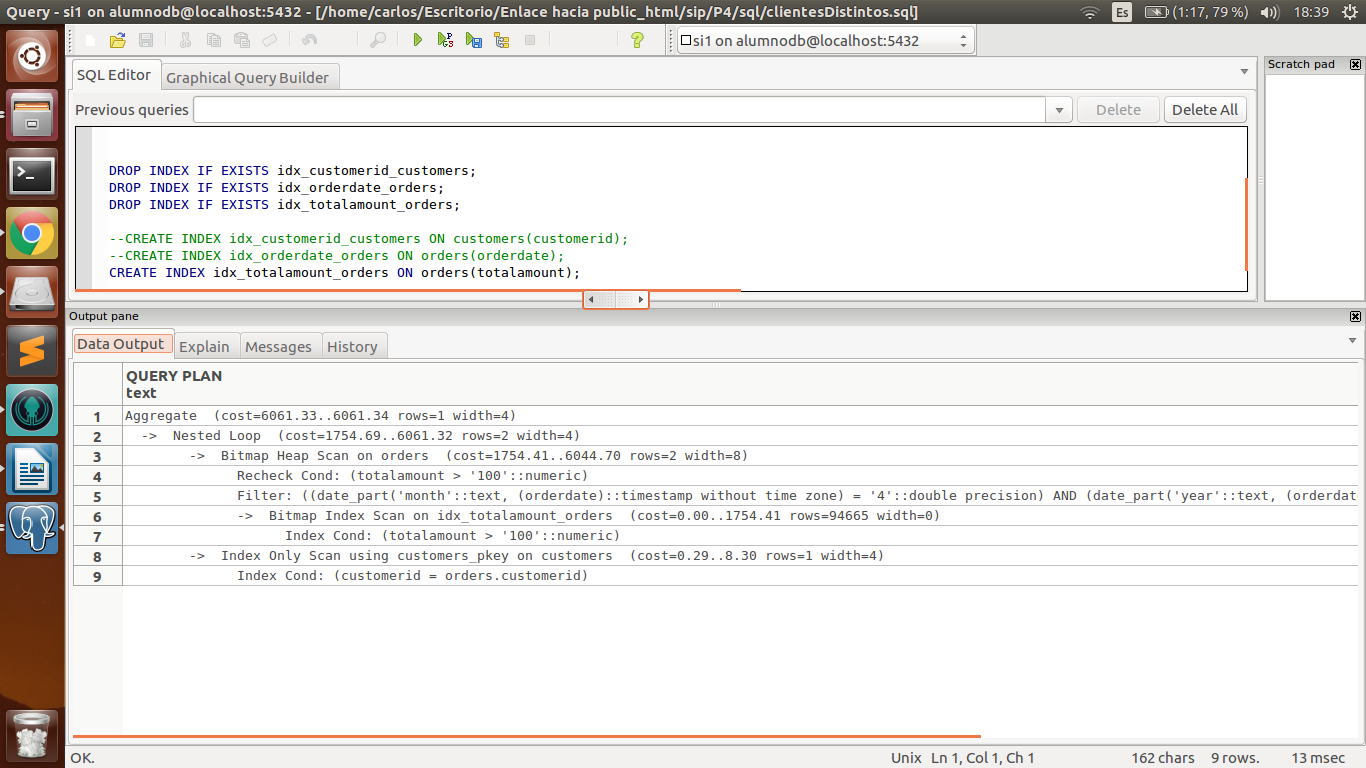 Query - si1 on alumnodb@localhost:5432 - [/home/carlos/Escritorio/Enlace hacia public_html/sip/P4/sql/clientesDistintos.sql]
Es
(1:17, 79 %)
18:39
si1 on alumnodb@localhost:5432
SQL Editor
Graphical Query Builder
Scratch pad
Previous queries
Delete
Delete All
DROP INDEX IF EXISTS idx_customerid_customers;
DROP INDEX IF EXISTS idx_orderdate_orders;
DROP INDEX IF EXISTS idx_totalamount_orders;
--CREATE INDEX idx_customerid_customers ON customers(customerid);
--CREATE INDEX idx_orderdate_orders ON orders(orderdate);
CREATE INDEX idx_totalamount_orders ON orders(totalamount);
Output pane
Data Output
Explain
Messages
History
QUERY PLAN
text
1 Aggregate  (cost=6061.33..6061.34 rows=1 width=4)
2 ->  Nested Loop  (cost=1754.69..6061.32 rows=2 width=4)
3 ->  Bitmap Heap Scan on orders  (cost=1754.41..6044.70 rows=2 width=8)
4 Recheck Cond: (totalamount > '100'::numeric)
5 Filter: ((date_part('month'::text, (orderdate)::timestamp without time zone) = '4'::double precision) AND (date_part('year'::text, (orderdat
6 ->  Bitmap Index Scan on idx_totalamount_orders  (cost=0.00..1754.41 rows=94665 width=0)
7 Index Cond: (totalamount > '100'::numeric)
8 ->  Index Only Scan using customers_pkey on customers  (cost=0.29..8.30 rows=1 width=4)
9 Index Cond: (customerid = orders.customerid)
OK.
Unix
Ln 1, Col 1, Ch 1
162 chars
9 rows.
13 msec